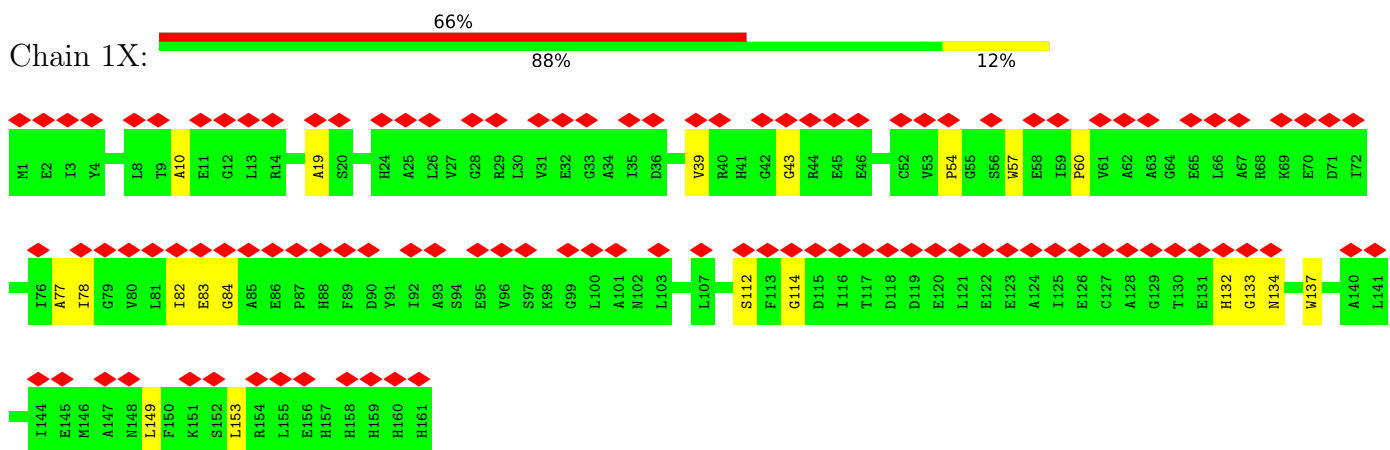 66%
Chain 1X:
88% 12%
M1 E2 I3 Y4 L8 T9 A10 E11 G12 L13 R14 A19 S20 H24 A25 L26 V27 G28 R29 L30 V31 E32 G33 A34 I35 D36 V39 R40 H41 G42 G43 R44 E45 E46 C52 V53 P54 G55 S56 W57 E58 I59 P60 V61 A62 A63 G64 E65 L66 A67 R68 K69 E70 D71 I72
I76 A77 I78 G79 V80 L81 I82 E83 G84 A85 E86 P87 H88 F89 D90 Y91 I92 A93 S94 E95 V96 S97 K98 G99 L100 A101 N102 L103 L107 S112 F113 G114 D115 I116 T117 D118 D119 E120 L121 E122 E123 A124 I125 E126 C127 A128 G129 T130 E131 H132 G133 N134 W137 A140 L141
I144 E145 M146 A147 N148 L149 F150 K151 S152 L153 R154 L155 E156 H157 H158 H159 H160 H161